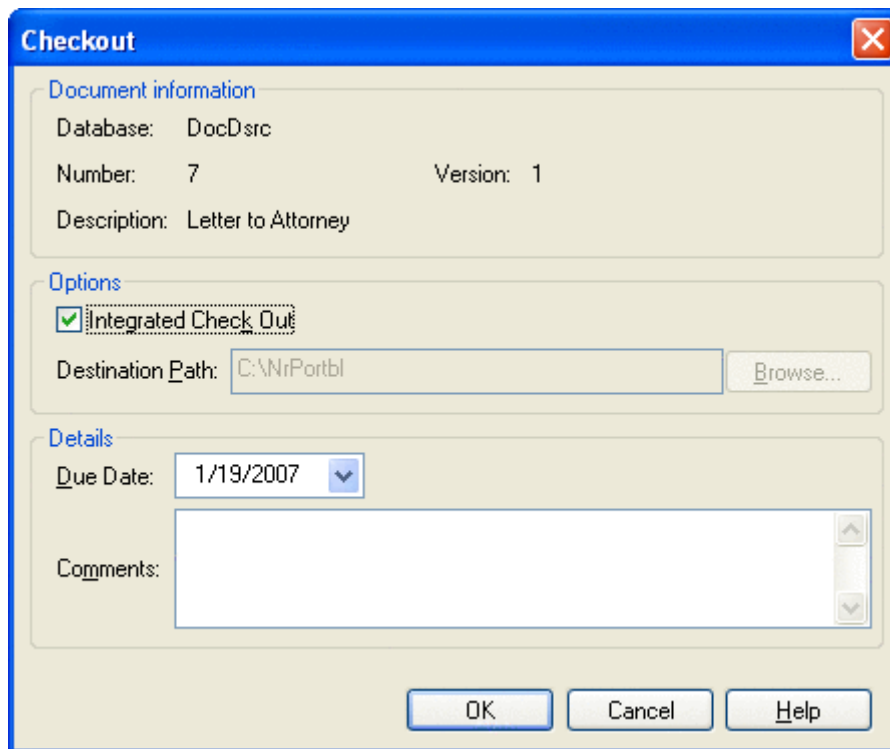 Checkout
Document information
Database: DocDsrc
Number: 7 Version: 1
Description: Letter to Attorney
Options
Integrated Check Out
Destination Path: C:\NrPortbl Browse...
Details
Due Date: 1/19/2007
Comments:
OK Cancel Help